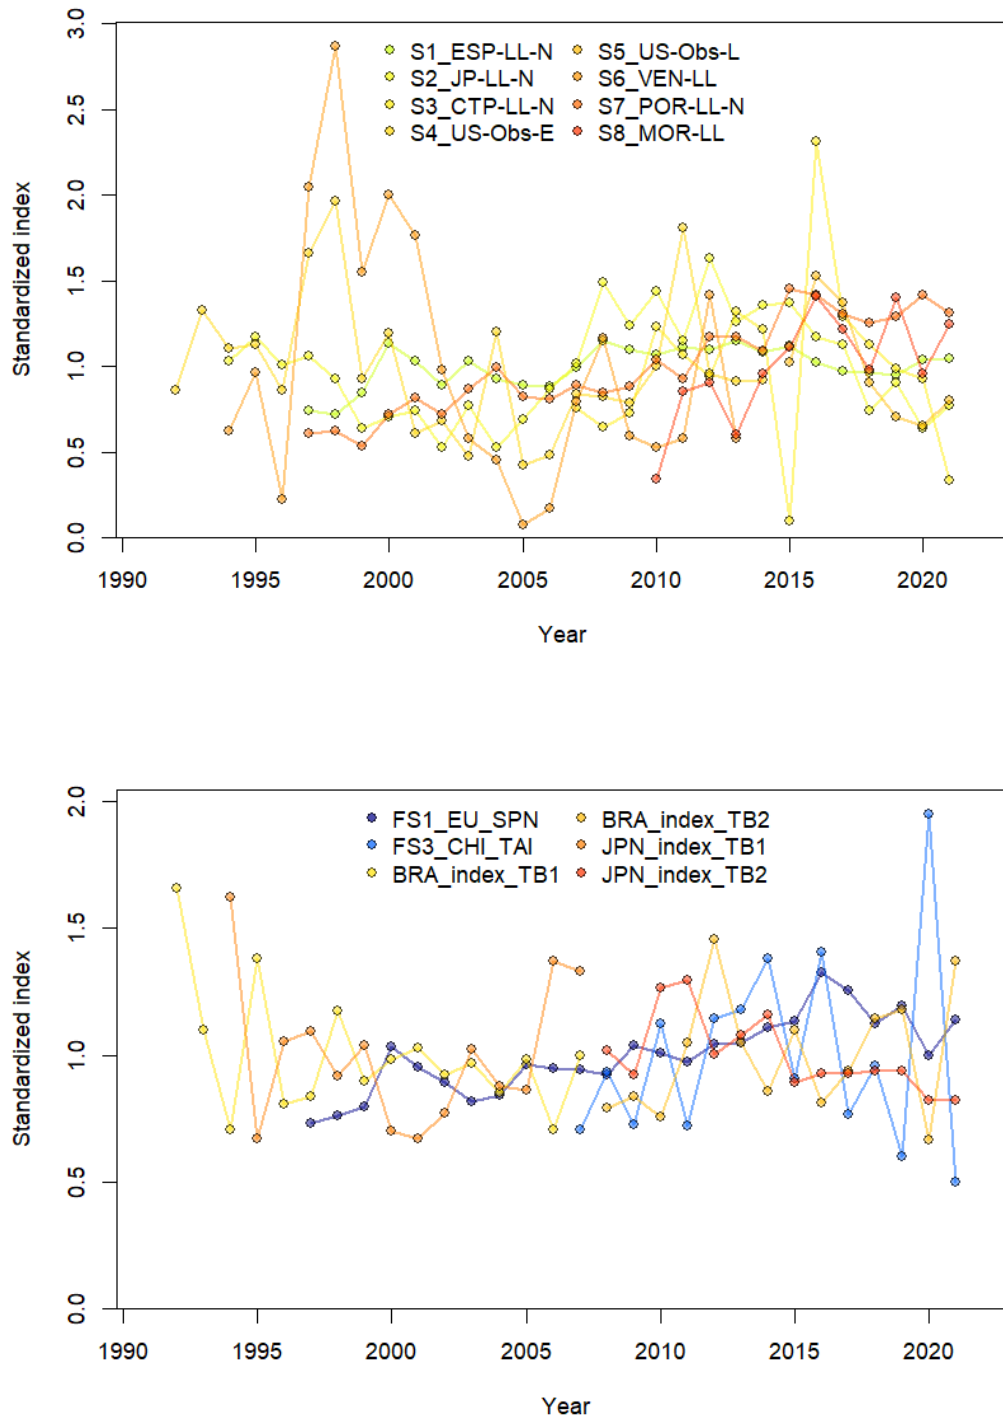 3.0
2.5
2.0
1.5
1.0
0.5
0.0
Standardized index
S1_ESP-LL-N
S2_JP-LL-N
S3_CTP-LL-N
S4_US-Obs-E
S5_US-Obs-L
S6_VEN-LL
S7_POR-LL-N
S8_MOR-LL
1990 1995 2000 2005 2010 2015 2020
Year
2.0
1.5
1.0
0.5
0.0
Standardized index
FS1_EU_SPN
FS3_CHI_TAI
BRA_index_TB1
BRA_index_TB2
JPN_index_TB1
JPN_index_TB2
1990 1995 2000 2005 2010 2015 2020
Year